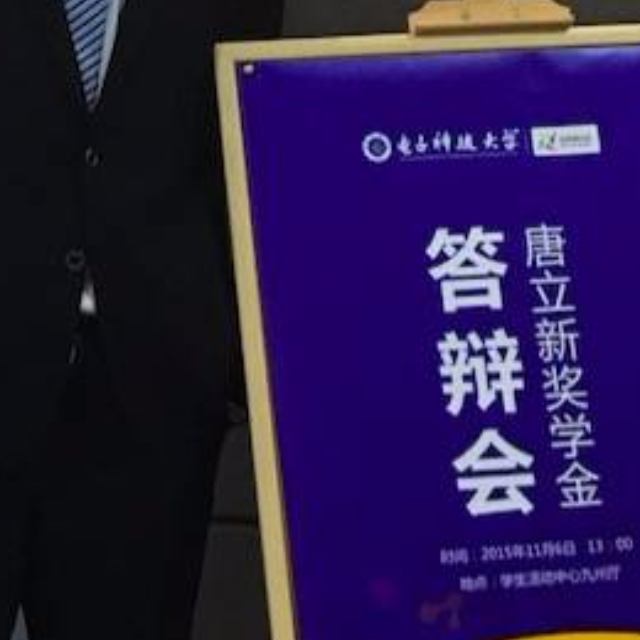 电子科技大学
唐立新奖学金
答辩会
时间：2015年11月6日 13：00
地点：学生活动中心九州厅